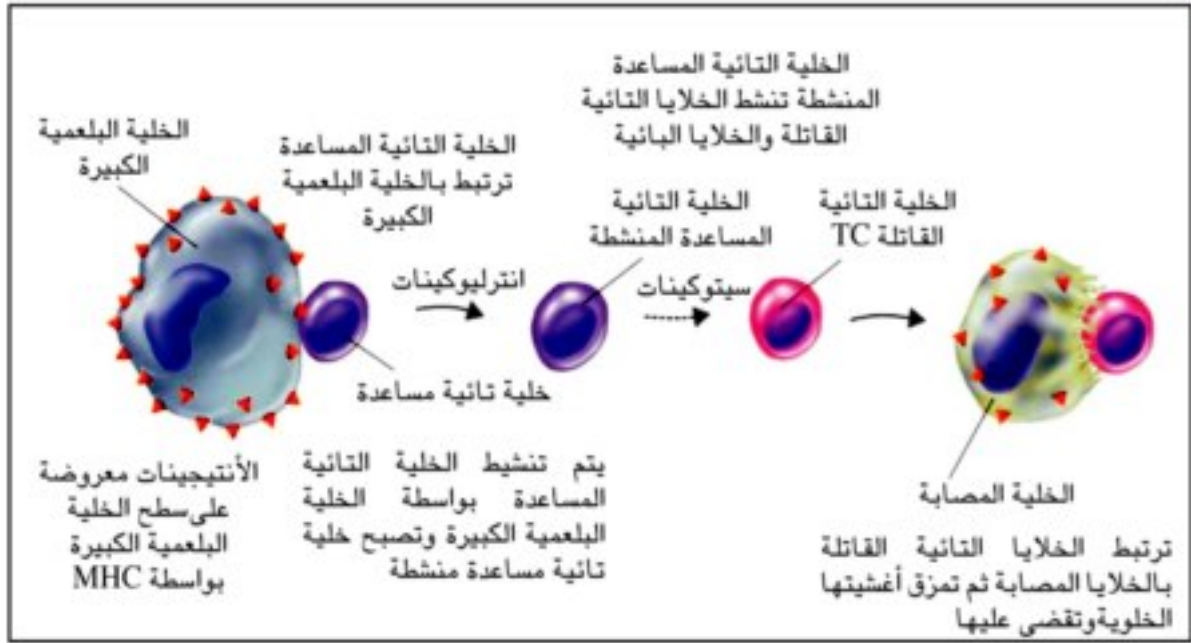 الخلية البلعمية
الكبيرة
الخلية التائية المساعدة
ترتبط بالخلية البلعمية
الكبيرة
الخلية التائية المساعدة
المنشطة تنشط الخلايا التائية
القاتلة والخلايا البائية
انترليوكينات
الخلية التائية
المساعدة المنشطة
سيتوكينات
الخلية التائية
القاتلة TC
خلية تائية مساعدة
الأنتيجينات معروضة
على سطح الخلية
البلعمية الكبيرة
بواسطة MHC
يتم تنشيط الخلية التائية
المساعدة بواسطة الخلية
البلعمية الكبيرة وتصبح خلية
تائية مساعدة منشطة
الخلية المصابة
ترتبط الخلايا التائية القاتلة
بالخلايا المصابة ثم تمزق أغشيتها
الخلوية وتقضى عليها